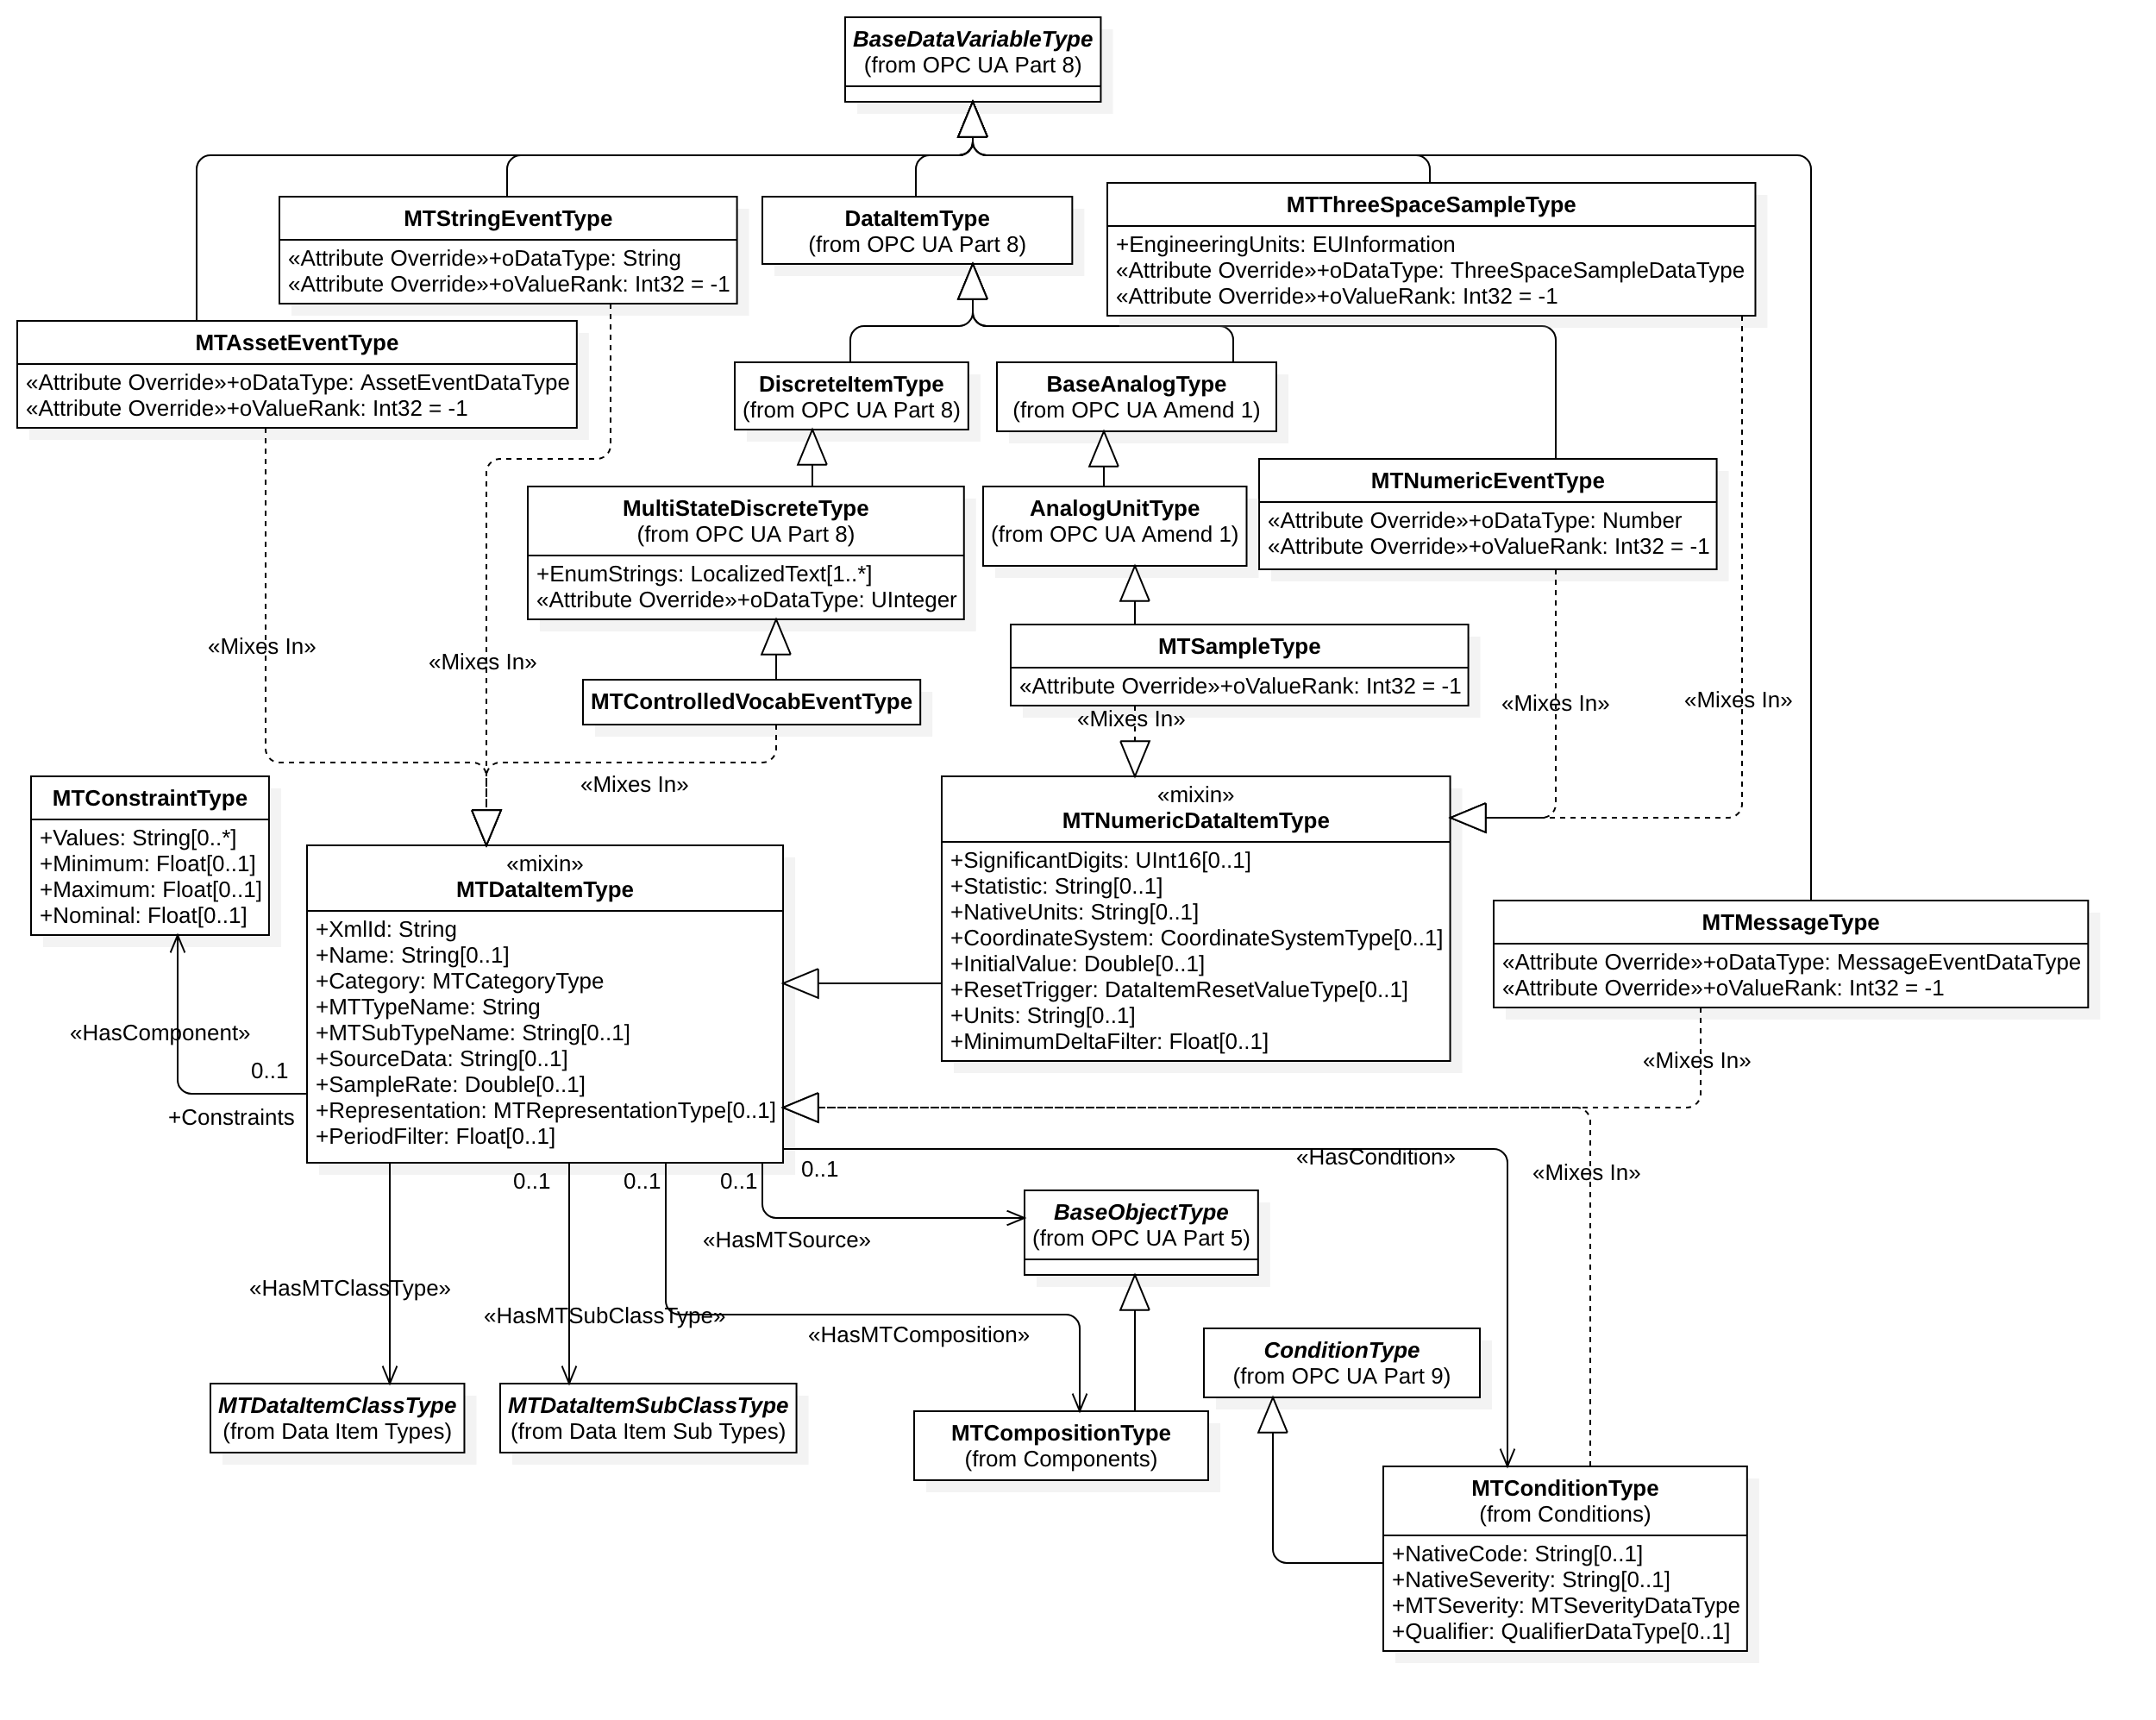 BaseDataVariableType
(from OPC UA Part 8)
MTStringEventType
«Attribute Override»+oDataType: String
«Attribute Override»+oValueRank: Int32 = -1
DataItemType
(from OPC UA Part 8)
MTThreeSpaceSampleType
+EngineeringUnits: EUInformation
«Attribute Override»+oDataType: ThreeSpaceSampleDataType
«Attribute Override»+oValueRank: Int32 = -1
MTAssetEventType
«Attribute Override»+oDataType: AssetEventDataType
«Attribute Override»+oValueRank: Int32 = -1
DiscreteItemType
(from OPC UA Part 8)
BaseAnalogType
(from OPC UA Amend 1)
MultiStateDiscreteType
(from OPC UA Part 8)
+EnumStrings: LocalizedText[1..*]
«Attribute Override»+oDataType: UInteger
AnalogUnitType
(from OPC UA Amend 1)
MTNumericEventType
«Attribute Override»+oDataType: Number
«Attribute Override»+oValueRank: Int32 = -1
«Mixes In»
«Mixes In»
MTControlledVocabEventType
MTSampleType
«Attribute Override»+oValueRank: Int32 = -1
«Mixes In»
«Mixes In»
«Mixes In»
«Mixes In»
MTConstraintType
+Values: String[0..*]
+Minimum: Float[0..1]
+Maximum: Float[0..1]
+Nominal: Float[0..1]
«mixin»
MTDataItemType
+XmlId: String
+Name: String[0..1]
+Category: MTCategoryType
+MTTypeName: String
+MTSubTypeName: String[0..1]
+SourceData: String[0..1]
+SampleRate: Double[0..1]
+Representation: MTRepresentationType[0..1]
+PeriodFilter: Float[0..1]
«mixin»
MTNumericDataItemType
+SignificantDigits: UInt16[0..1]
+Statistic: String[0..1]
+NativeUnits: String[0..1]
+CoordinateSystem: CoordinateSystemType[0..1]
+InitialValue: Double[0..1]
+ResetTrigger: DataItemResetValueType[0..1]
+Units: String[0..1]
+MinimumDeltaFilter: Float[0..1]
MTMessageType
«Attribute Override»+oDataType: MessageEventDataType
«Attribute Override»+oValueRank: Int32 = -1
«HasComponent»
0..1
+Constraints
«Mixes In»
0..1
0..1
0..1
0..1
«HasCondition»
«Mixes In»
BaseObjectType
(from OPC UA Part 5)
«HasMTSource»
«HasMTClassType»
«HasMTSubClassType»
«HasMTComposition»
ConditionType
(from OPC UA Part 9)
MTDataItemClassType
(from Data Item Types)
MTDataItemSubClassType
(from Data Item Sub Types)
MTCompositionType
(from Components)
MTConditionType
(from Conditions)
+NativeCode: String[0..1]
+NativeSeverity: String[0..1]
+MTSeverity: MTSeverityDataType
+Qualifier: QualifierDataType[0..1]